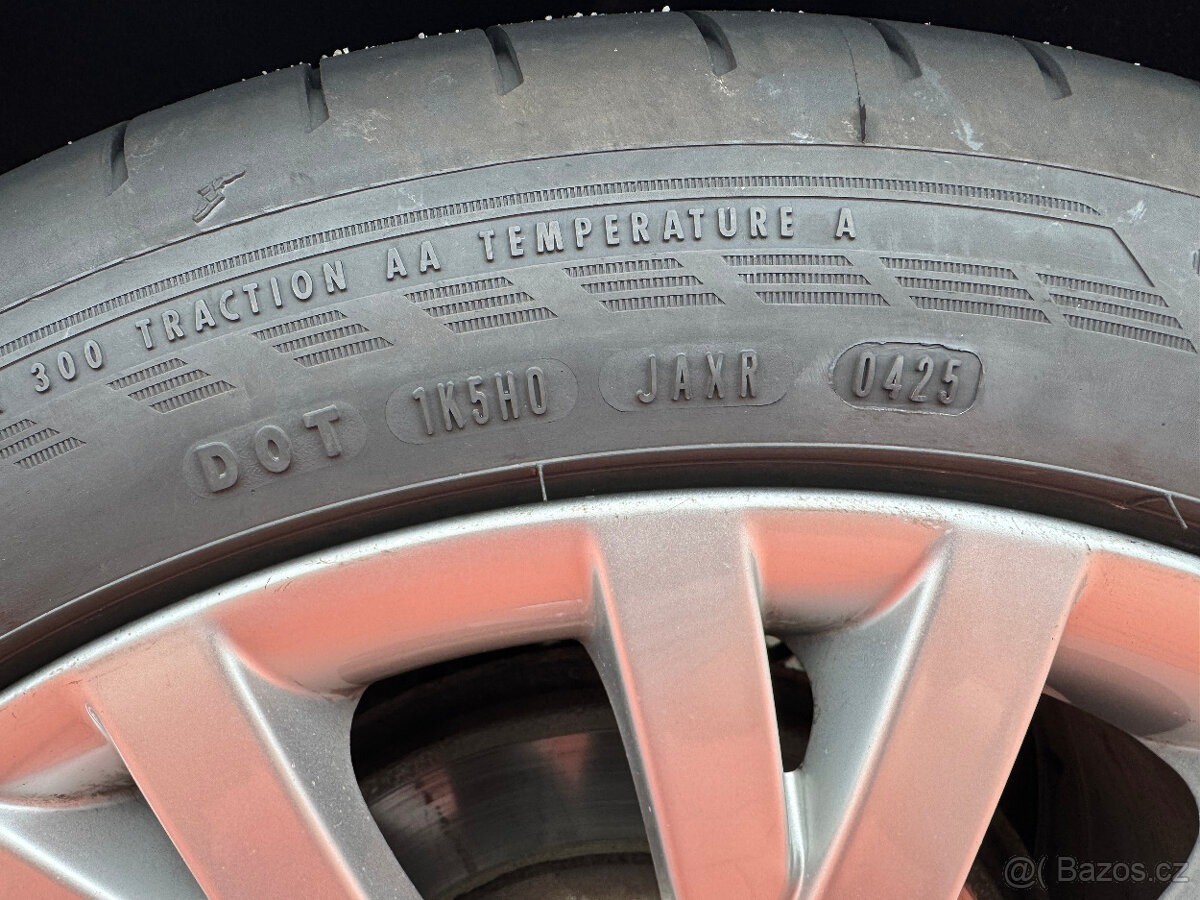 300 TRACTION AA TEMPERATURE A
DOT 1K5H0 JAXR 0425
@( Bazos.cz